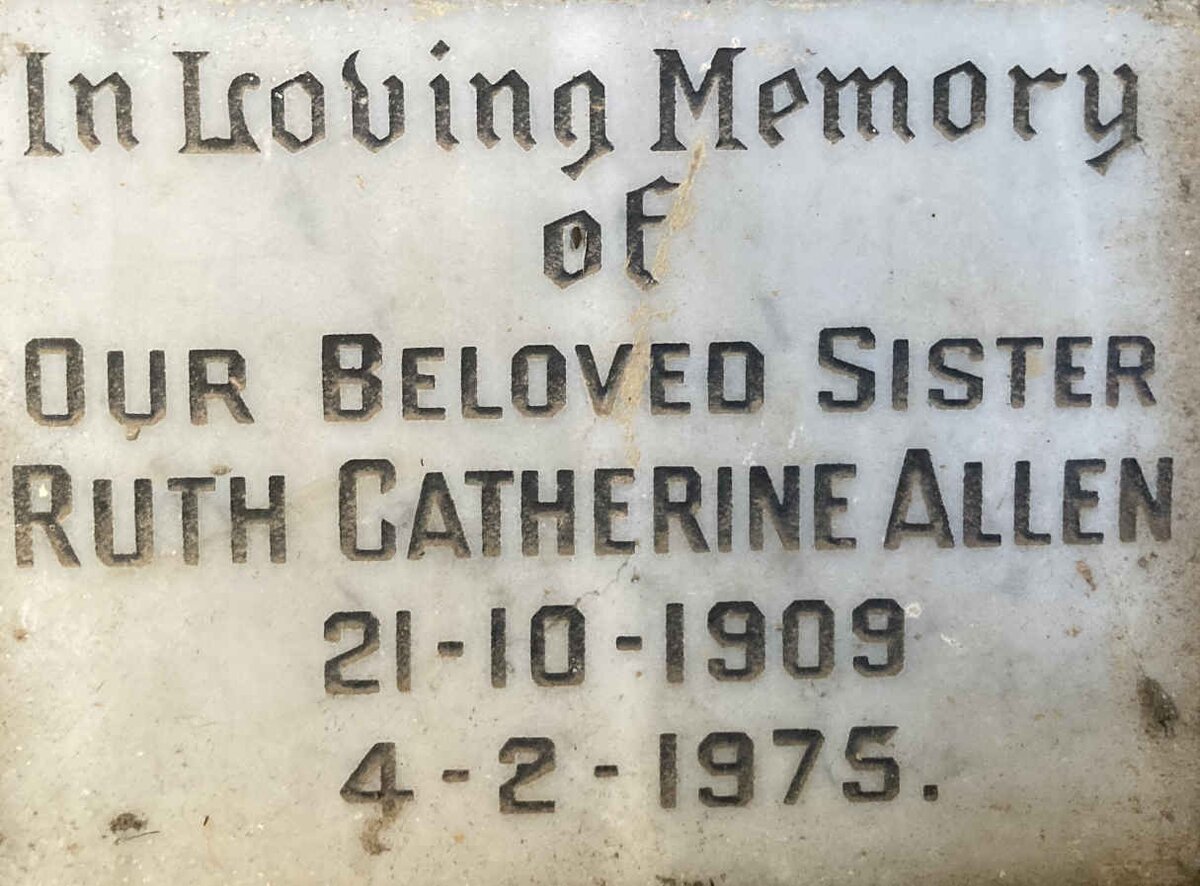 In Loving Memory
of
OUR BELOVED SISTER
RUTH CATHERINE ALLEN
21-10-1909
4-2-1975.